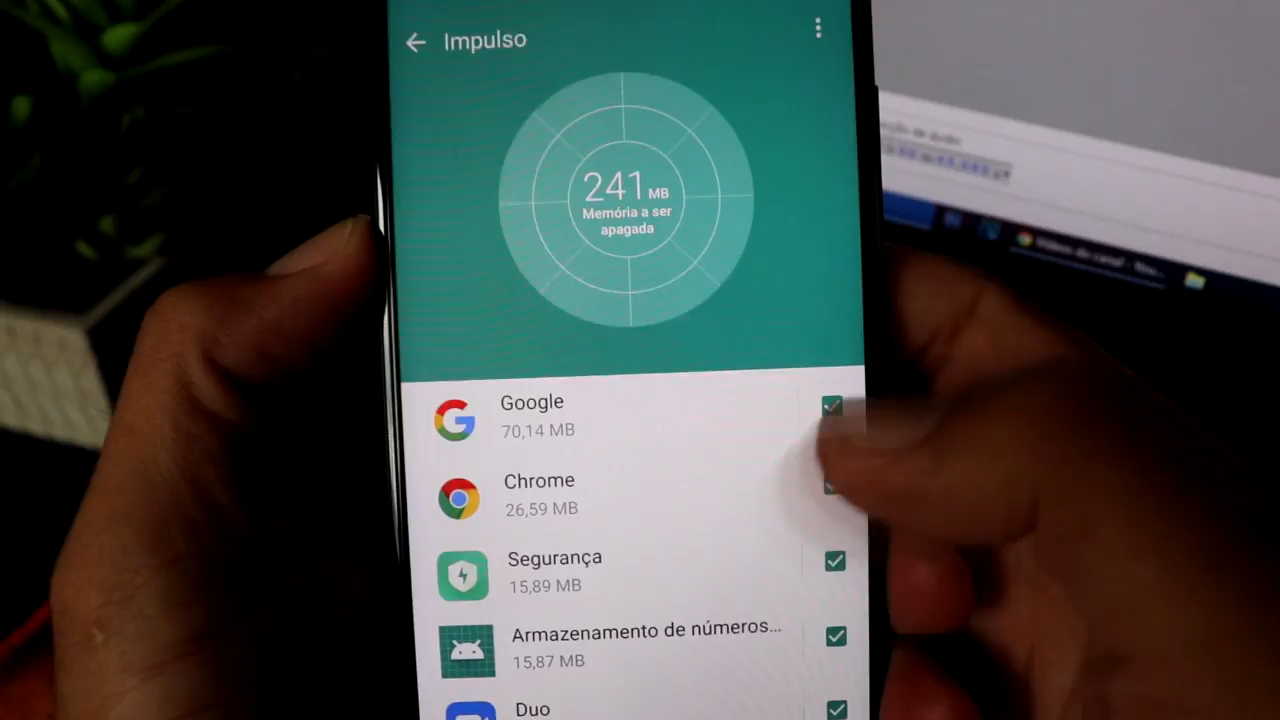 Impulso
241 MB
Memória a ser
apagada
Google
70,14 MB
Chrome
26,59 MB
Segurança
15,89 MB
Armazenamento de números...
15,87 MB
Duo